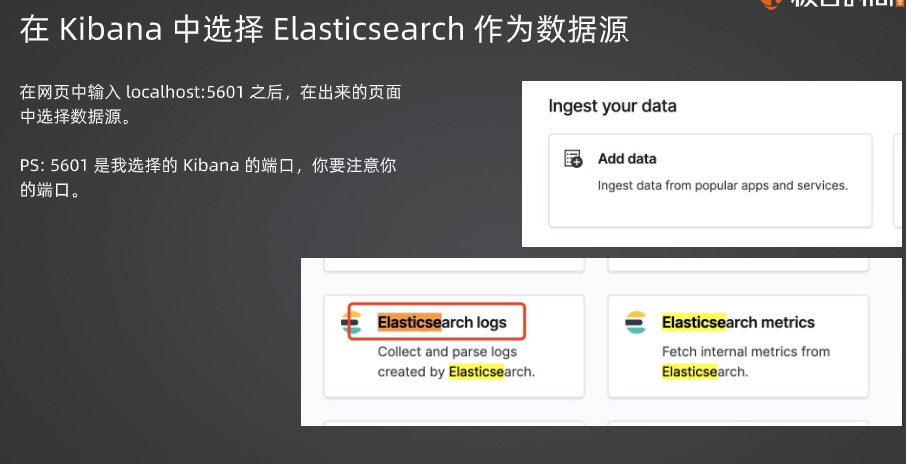 在 Kibana 中选择 Elasticsearch 作为数据源
在网页中输入 localhost:5601 之后，在出来的页面
中选择数据源。
PS: 5601 是我选择的 Kibana 的端口，你要注意你
的端口。
Ingest your data
Add data
Ingest data from popular apps and services.
Elasticsearch logs
Collect and parse logs
created by Elasticsearch.
Elasticsearch metrics
Fetch internal metrics from
Elasticsearch.